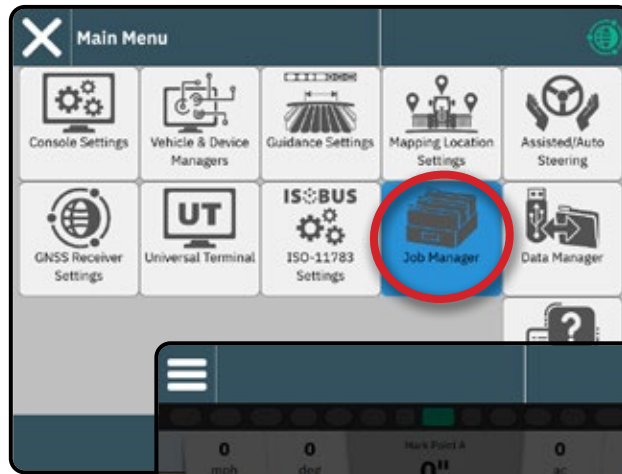 Main Menu
Console Settings
Vehicle & Device
Managers
Guidance Settings
Mapping Location
Settings
Assisted/Auto
Steering
GNSS Receiver
Settings
UT
Universal Terminal
ISOBUS
ISO-11783
Settings
Job Manager
Data Manager
?
0
mph
0
deg
Mark Point A
0"
0
ac